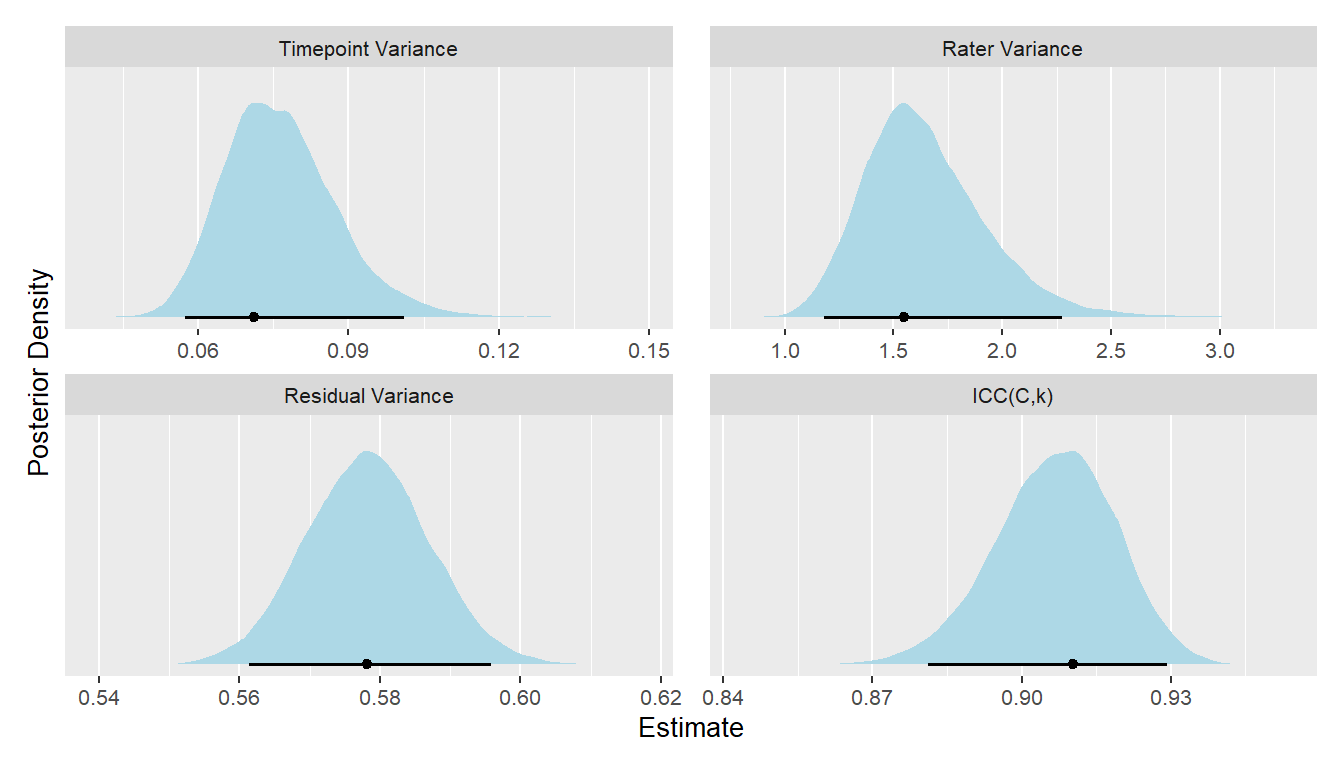 Timepoint Variance
Rater Variance
0.06 0.09 0.12 0.15
1.0 1.5 2.0 2.5 3.0
Residual Variance
ICC(C,k)
0.54 0.56 0.58 0.60 0.62
0.84 0.87 0.90 0.93
Posterior Density
Estimate